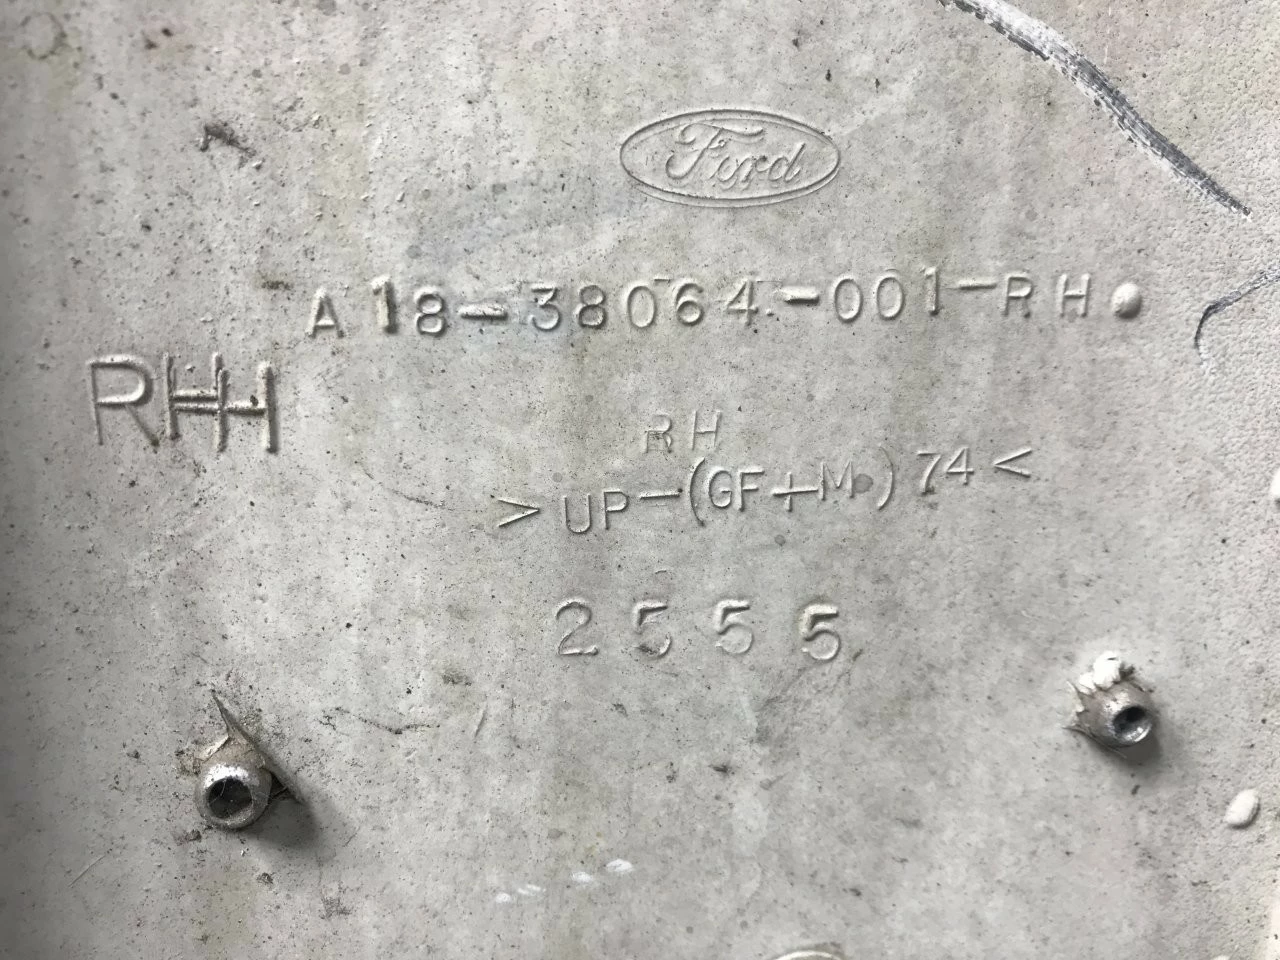 Ford
A18-38064-001-RH
RHH
RH
>UP-(GF+M)74<
2555